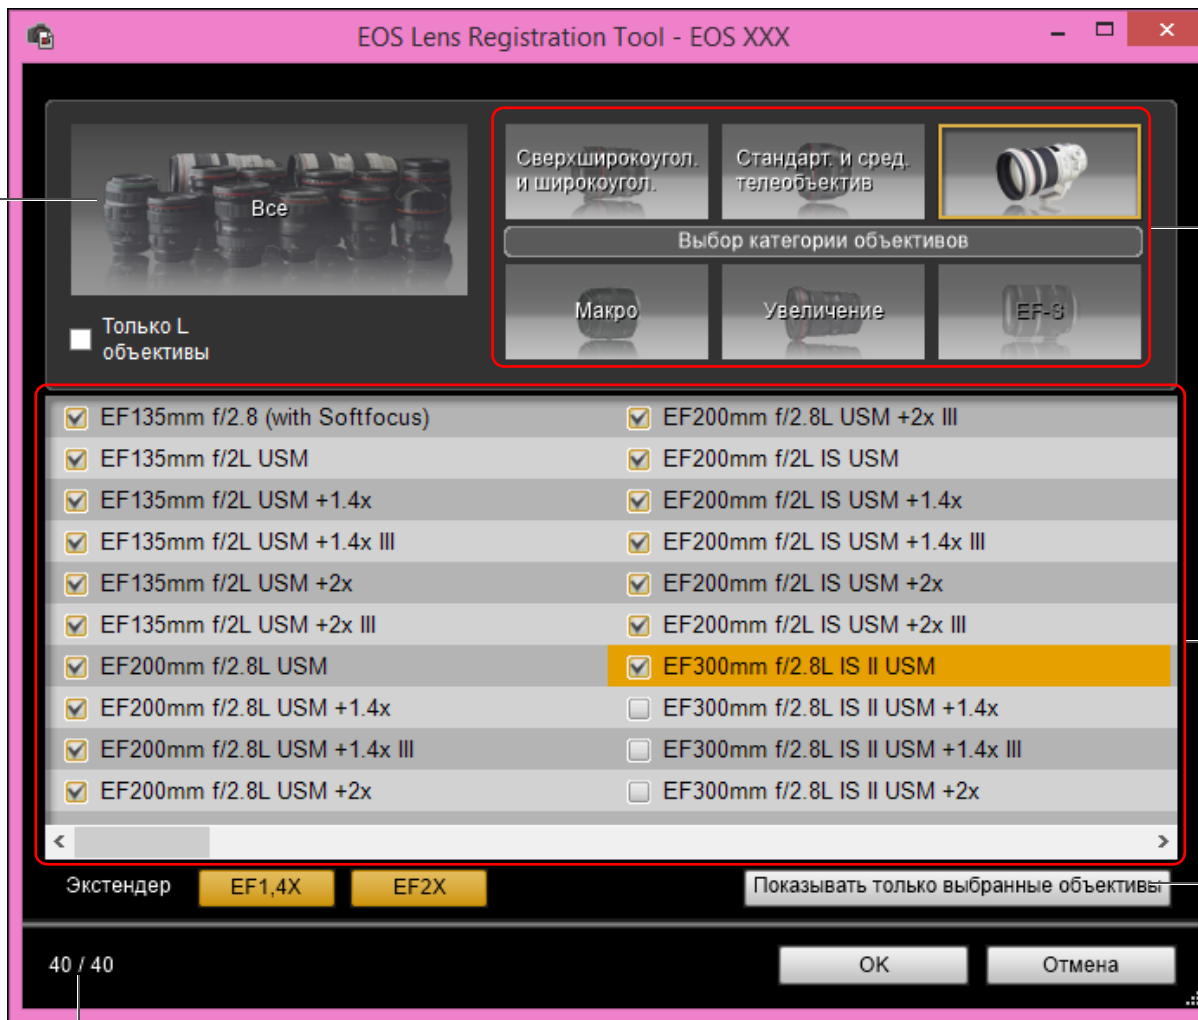 EOS Lens Registration Tool - EOS XXX
Все
Сверхширокоугол.
и широкоугол.
Стандарт. и сред.
телеобъектив
Выбор категории объективов
Макро
Увеличение
EF-S
Только L
объективы
EF135mm f/2.8 (with Softfocus)
EF135mm f/2L USM
EF135mm f/2L USM +1.4x
EF135mm f/2L USM +1.4x III
EF135mm f/2L USM +2x
EF135mm f/2L USM +2x III
EF200mm f/2.8L USM
EF200mm f/2.8L USM +1.4x
EF200mm f/2.8L USM +1.4x III
EF200mm f/2.8L USM +2x
EF200mm f/2.8L USM +2x III
EF200mm f/2L IS USM
EF200mm f/2L IS USM +1.4x
EF200mm f/2L IS USM +1.4x III
EF200mm f/2L IS USM +2x
EF200mm f/2L IS USM +2x III
EF300mm f/2.8L IS II USM
EF300mm f/2.8L IS II USM +1.4x
EF300mm f/2.8L IS II USM +1.4x III
EF300mm f/2.8L IS II USM +2x
Экстендер
EF1,4X
EF2X
Показывать только выбранные объективы
40 / 40
OK
Отмена